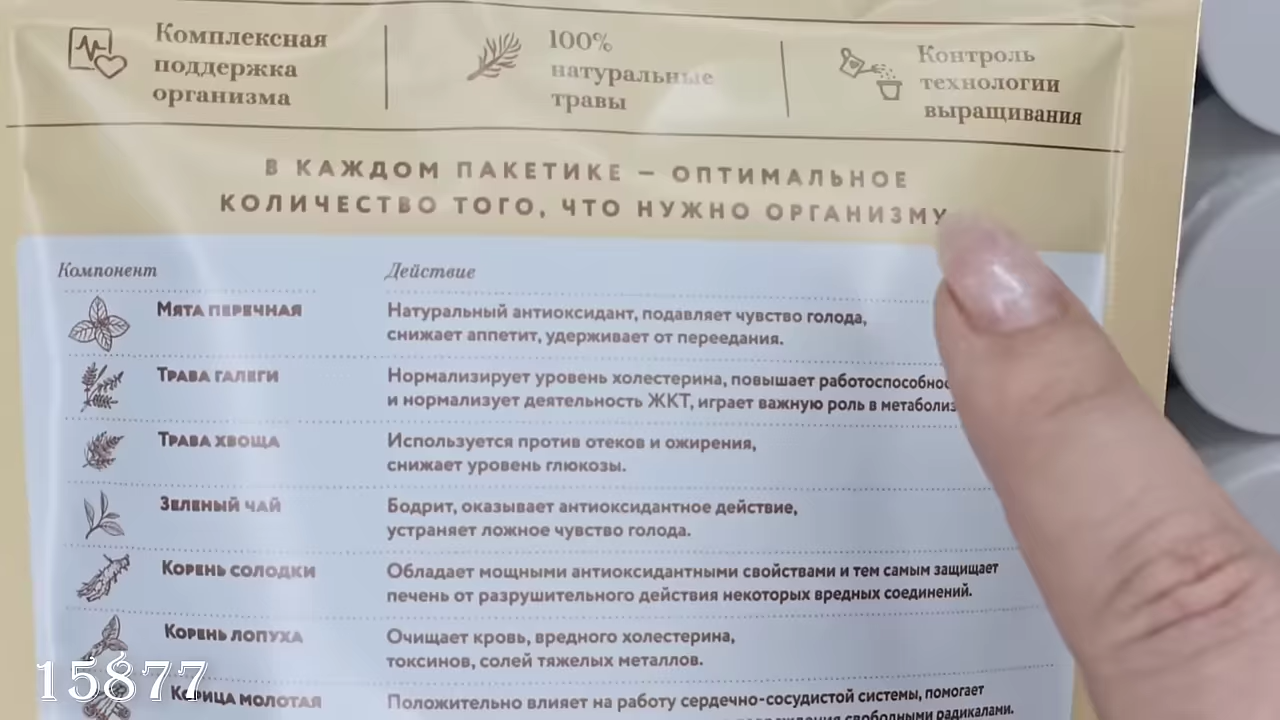 Комплексная
поддержка
организма
100%
натуральные
травы
Контроль
технологии
выращивания
В КАЖДОМ ПАКЕТИКЕ — ОПТИМАЛЬНОЕ
КОЛИЧЕСТВО ТОГО, ЧТО НУЖНО ОРГАНИЗМУ
Компонент
Действие
МЯТА ПЕРЕЧНАЯ
Натуральный антиоксидант, подавляет чувство голода,
снижает аппетит, удерживает от переедания.
ТРАВА ГАЛЕГИ
Нормализирует уровень холестерина, повышает
и нормализует деятельность ЖКТ, играет важную роль в
ТРАВА ХВОЩА
Используется против отеков и ожирения,
снижает уровень глюкозы.
ЗЕЛЕНЫЙ ЧАЙ
Бодрит, оказывает антиоксидантное действие,
устраняет ложное чувство голода.
КОРЕНЬ СОЛОДКИ
Обладает мощными антиоксидантными свойствами и тем самым защищает
печень от разрушительного действия некоторых вредных соединений.
КОРЕНЬ ЛОПУХА
Очищает кровь, вредного холестерина,
токсинов, солей тяжелых металлов.
КОРИЦА МОЛОТАЯ
Положительно влияет на работу сердечно-сосудистой системы, помогает
свободными радикалами.
15877